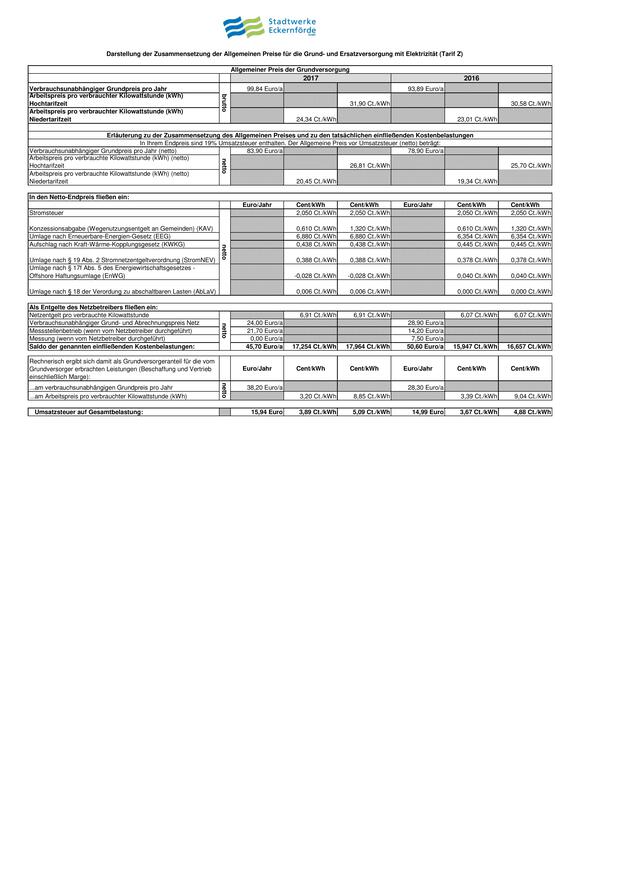 Stadtwerke
Eckernförde
Darstellung der Zusammensetzung der Allgemeinen Preise für die Grund- und Ersatzversorgung mit Elektrizität (Tarif Z)
Allgemeiner Preis der Grundversorgung
2017 2016
Verbrauchsunabhängiger Grundpreis pro Jahr 99,84 Euro/a 93,89 Euro/a
brutto
Arbeitspreis pro verbrauchter Kilowattstunde (kWh)
Hochtarifzeit 31,90 Ct./kWh 30,58 Ct./kWh
Arbeitspreis pro verbrauchter Kilowattstunde (kWh)
Niedertarifzeit 24,34 Ct./kWh 23,01 Ct./kWh
Erläuterung zu der Zusammensetzung des Allgemeinen Preises und zu den tatsächlichen einfließenden Kostenbelastungen
In Ihrem Endpreis sind 19% Umsatzsteuer enthalten. Der Allgemeine Preis vor Umsatzsteuer (netto) beträgt:
Verbrauchsunabhängiger Grundpreis pro Jahr (netto) 83,90 Euro/a 78,90 Euro/a
netto
Arbeitspreis pro verbrauchte Kilowattstunde (kWh) (netto)
Hochtarifzeit 26,81 Ct./kWh 25,70 Ct./kWh
Arbeitspreis pro verbrauchte Kilowattstunde (kWh) (netto)
Niedertarifzeit 20,45 Ct./kWh 19,34 Ct./kWh
In den Netto-Endpreis fließen ein:
Euro/Jahr Cent/kWh Cent/kWh Euro/Jahr Cent/kWh Cent/kWh
Stromsteuer 2,050 Ct./kWh 2,050 Ct./kWh 2,050 Ct./kWh 2,050 Ct./kWh
Konzessionsabgabe (Wegenutzungsentgelt an Gemeinden) (KAV) 0,610 Ct./kWh 1,320 Ct./kWh 0,610 Ct./kWh 1,320 Ct./kWh
Umlage nach Erneuerbare-Energien-Gesetz (EEG) 6,880 Ct./kWh 6,880 Ct./kWh 6,354 Ct./kWh 6,354 Ct./kWh
Aufschlag nach Kraft-Wärme-Kopplungsgesetz (KWKG) 0,438 Ct./kWh 0,438 Ct./kWh 0,445 Ct./kWh 0,445 Ct./kWh
netto
Umlage nach § 19 Abs. 2 Stromnetzentgeltverordnung (StromNEV) 0,388 Ct./kWh 0,388 Ct./kWh 0,378 Ct./kWh 0,378 Ct./kWh
Umlage nach § 17f Abs. 5 des Energiewirtschaftsgesetzes -
Offshore Haftungsumlage (EnWG) -0,028 Ct./kWh -0,028 Ct./kWh 0,040 Ct./kWh 0,040 Ct./kWh
Umlage nach § 18 der Verordung zu abschaltbaren Lasten (AbLaV) 0,006 Ct./kWh 0,006 Ct./kWh 0,000 Ct./kWh 0,000 Ct./kWh
Als Entgelte des Netzbetreibers fließen ein:
Netzentgelt pro verbrauchte Kilowattstunde 6,91 Ct./kWh 6,91 Ct./kWh 6,07 Ct./kWh 6,07 Ct./kWh
Verbrauchsunabhängiger Grund- und Abrechnungspreis Netz 24,00 Euro/a 28,90 Euro/a
netto
Messstellenbetrieb (wenn vom Netzbetreiber durchgeführt) 21,70 Euro/a 14,20 Euro/a
Messung (wenn vom Netzbetreiber durchgeführt) 0,00 Euro/a 7,50 Euro/a
Saldo der genannten einfließenden Kostenbelastungen: 45,70 Euro/a 17,254 Ct./kWh 17,964 Ct./kWh 50,60 Euro/a 15,947 Ct./kWh 16,657 Ct./kWh
Rechnerisch ergibt sich damit als Grundversorgeranteil für die vom
Grundversorger erbrachten Leistungen (Beschaffung und Vertrieb
einschließlich Marge): Euro/Jahr Cent/kWh Cent/kWh Euro/Jahr Cent/kWh Cent/kWh
...am verbrauchsunabhängigen Grundpreis pro Jahr 38,20 Euro/a 28,30 Euro/a
netto
...am Arbeitspreis pro verbrauchter Kilowattstunde (kWh) 3,20 Ct./kWh 8,85 Ct./kWh 3,39 Ct./kWh 9,04 Ct./kWh
Umsatzsteuer auf Gesamtbelastung: 15,94 Euro 3,89 Ct./kWh 5,09 Ct./kWh 14,99 Euro 3,67 Ct./kWh 4,88 Ct./kWh